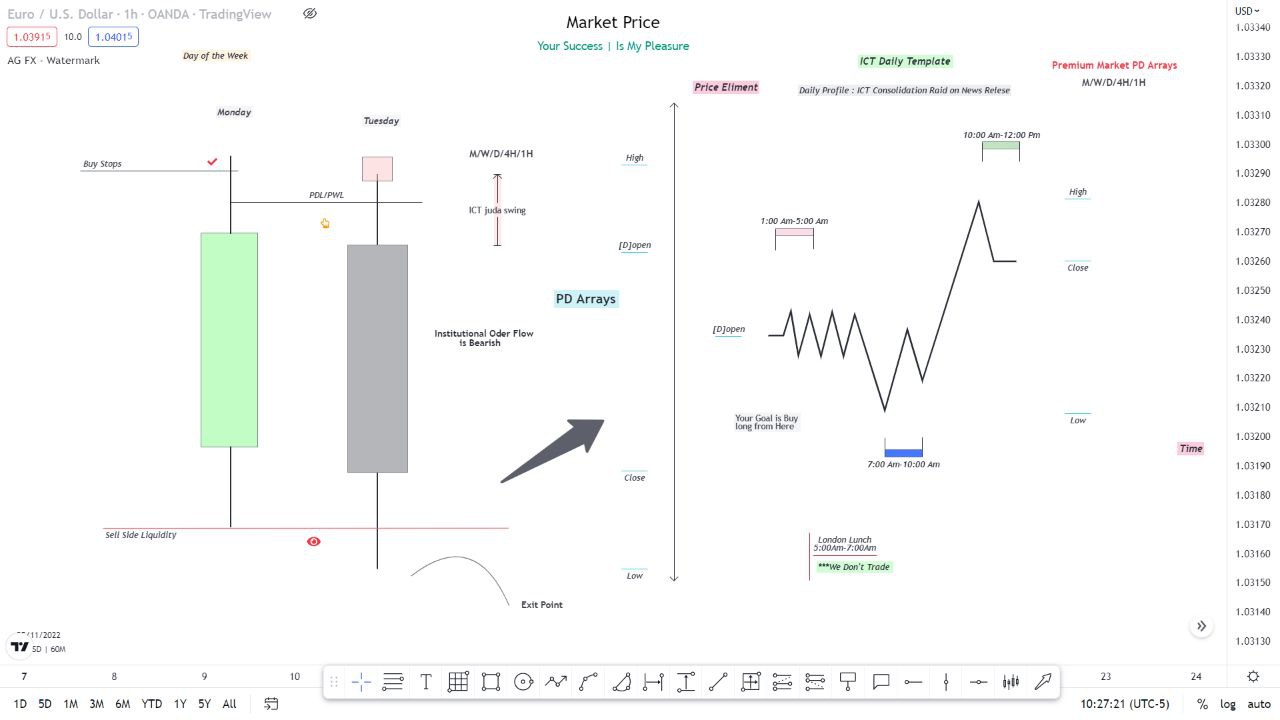 Euro / U.S. Dollar · 1h · OANDA · TradingView
1.03915 10.0 1.04015
AG FX - Watermark
Market Price
Your Success | Is My Pleasure
USD
Day of the Week
ICT Daily Template
Premium Market PD Arrays
M/W/D/4H/1H
Price Eliment
Daily Profile : ICT Consolidation Raid on News Relese
Monday
Tuesday
10:00 Am-12:00 Pm
M/W/D/4H/1H
High
Buy Stops
PDL/PWL
High
ICT juda swing
1:00 Am-5:00 Am
[D]open
Close
PD Arrays
[D]open
Institutional Oder Flow
is Bearish
Your Goal is Buy
long from Here
Low
Time
7:00 Am-10:00 Am
Close
Sell Side Liquidity
London Lunch
5:00Am-7:00Am
***We Don't Trade
Low
Exit Point
1.03340
1.03330
1.03320
1.03310
1.03300
1.03290
1.03280
1.03270
1.03260
1.03250
1.03240
1.03230
1.03220
1.03210
1.03200
1.03190
1.03180
1.03170
1.03160
1.03150
1.03140
1.03130
/11/2022
5D | 60M
7 8 9 10 23 24
1D 5D 1M 3M 6M YTD 1Y 5Y All
10:27:21 (UTC-5) % log auto